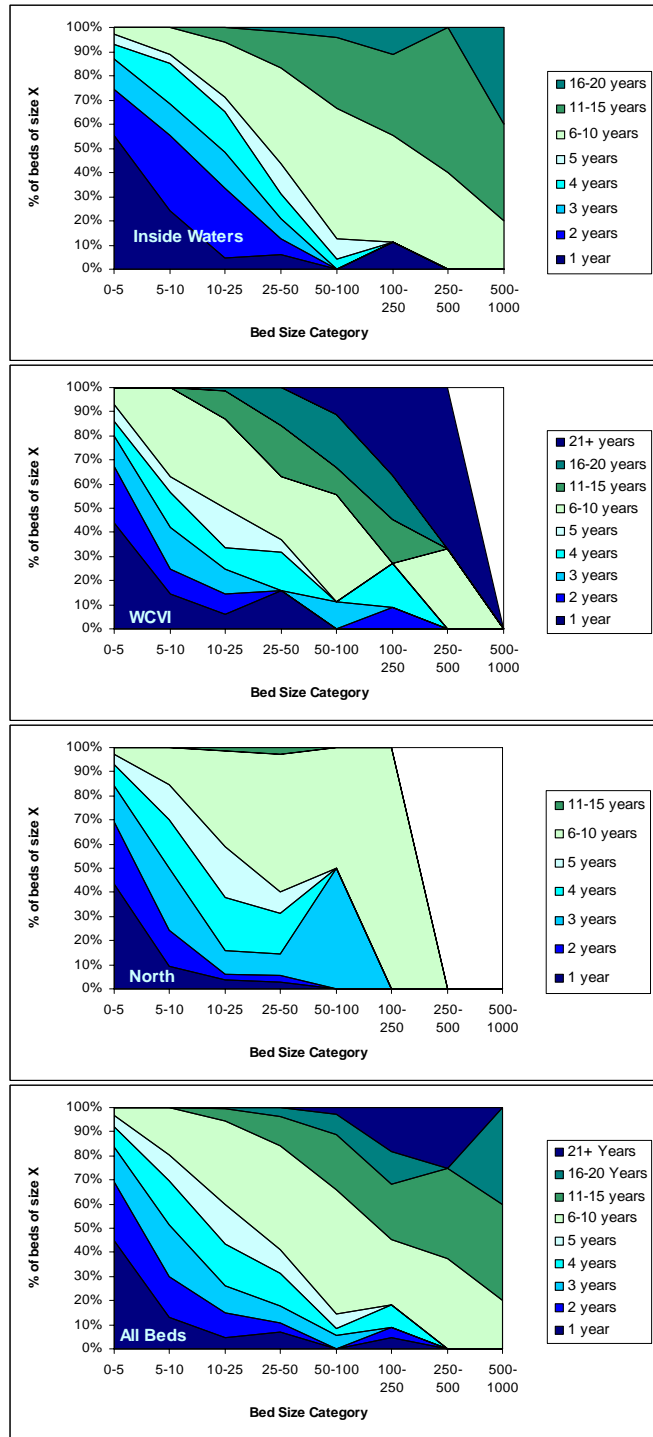 % of beds of size X
100%
90%
80%
70%
60%
50%
40%
30%
20%
10%
0%
Inside Waters
0-5 5-10 10-25 25-50 50-100 100-250 250-500 500-1000
Bed Size Category
16-20 years
11-15 years
6-10 years
5 years
4 years
3 years
2 years
1 year
% of beds of size X
100%
90%
80%
70%
60%
50%
40%
30%
20%
10%
0%
WCVI
0-5 5-10 10-25 25-50 50-100 100-250 250-500 500-1000
Bed Size Category
21+ years
16-20 years
11-15 years
6-10 years
5 years
4 years
3 years
2 years
1 year
% of beds of size X
100%
90%
80%
70%
60%
50%
40%
30%
20%
10%
0%
North
0-5 5-10 10-25 25-50 50-100 100-250 250-500 500-1000
Bed Size Category
11-15 years
6-10 years
5 years
4 years
3 years
2 years
1 year
% of beds of size X
100%
90%
80%
70%
60%
50%
40%
30%
20%
10%
0%
All Beds
0-5 5-10 10-25 25-50 50-100 100-250 250-500 500-1000
Bed Size Category
21+ Years
16-20 Years
11-15 years
6-10 years
5 years
4 years
3 years
2 years
1 year